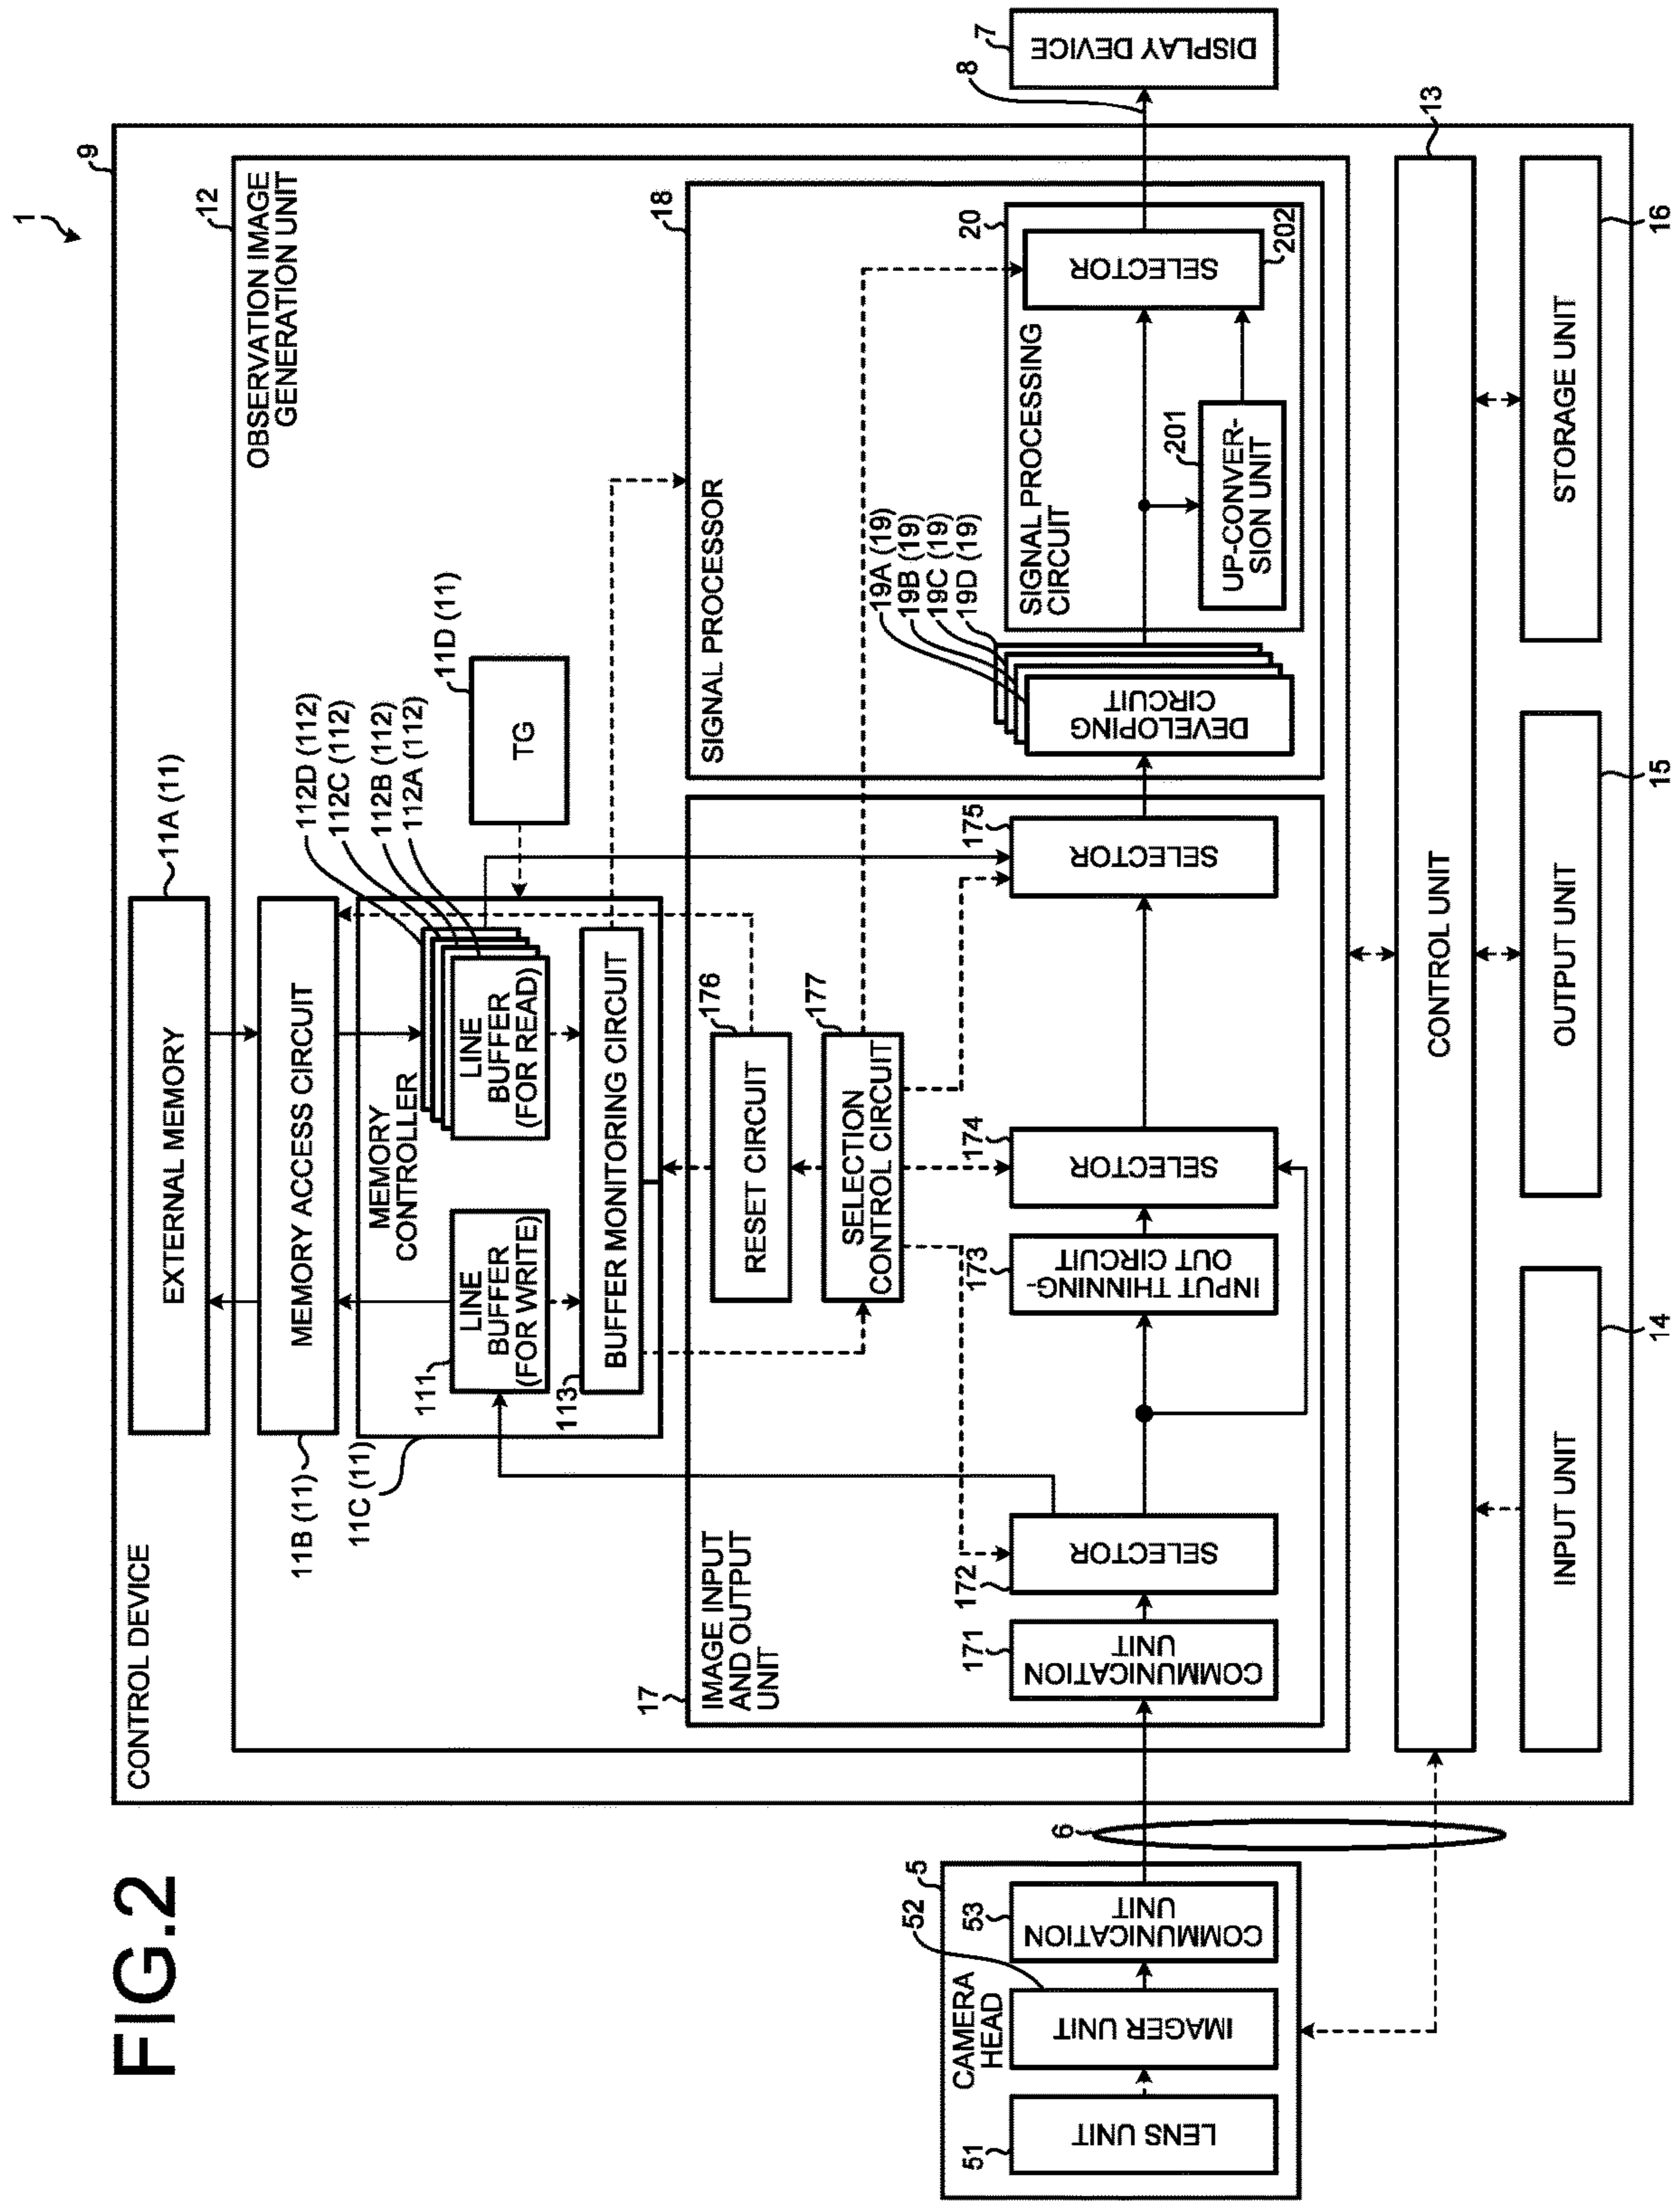 FIG.2
1
9
CONTROL DEVICE
EXTERNAL MEMORY
11A (11)
12
OBSERVATION IMAGE
GENERATION UNIT
11B (11)
MEMORY ACCESS CIRCUIT
11C (11)
MEMORY
CONTROLLER
111
LINE
BUFFER
(FOR WRITE)
LINE
BUFFER
(FOR READ)
112D (112)
112C (112)
112B (112)
112A (112)
113
BUFFER MONITORING CIRCUIT
TG
11D (11)
17
IMAGE INPUT
AND OUTPUT
UNIT
RESET CIRCUIT
176
SELECTION
CONTROL CIRCUIT
177
171
COMMUNICATION
UNIT
172
SELECTOR
173
INPUT THINNING-
OUT CIRCUIT
174
SELECTOR
175
SELECTOR
18
SIGNAL PROCESSOR
19A (19)
19B (19)
19C (19)
19D (19)
DEVELOPING
CIRCUIT
20
SIGNAL PROCESSING
CIRCUIT
201
UP-CONVER-
SION UNIT
SELECTOR
202
8
7
DISPLAY DEVICE
5
CAMERA
HEAD
51
LENS UNIT
52
IMAGER UNIT
53
COMMUNICATION
UNIT
6
CONTROL UNIT
13
INPUT UNIT
14
OUTPUT UNIT
15
STORAGE UNIT
16